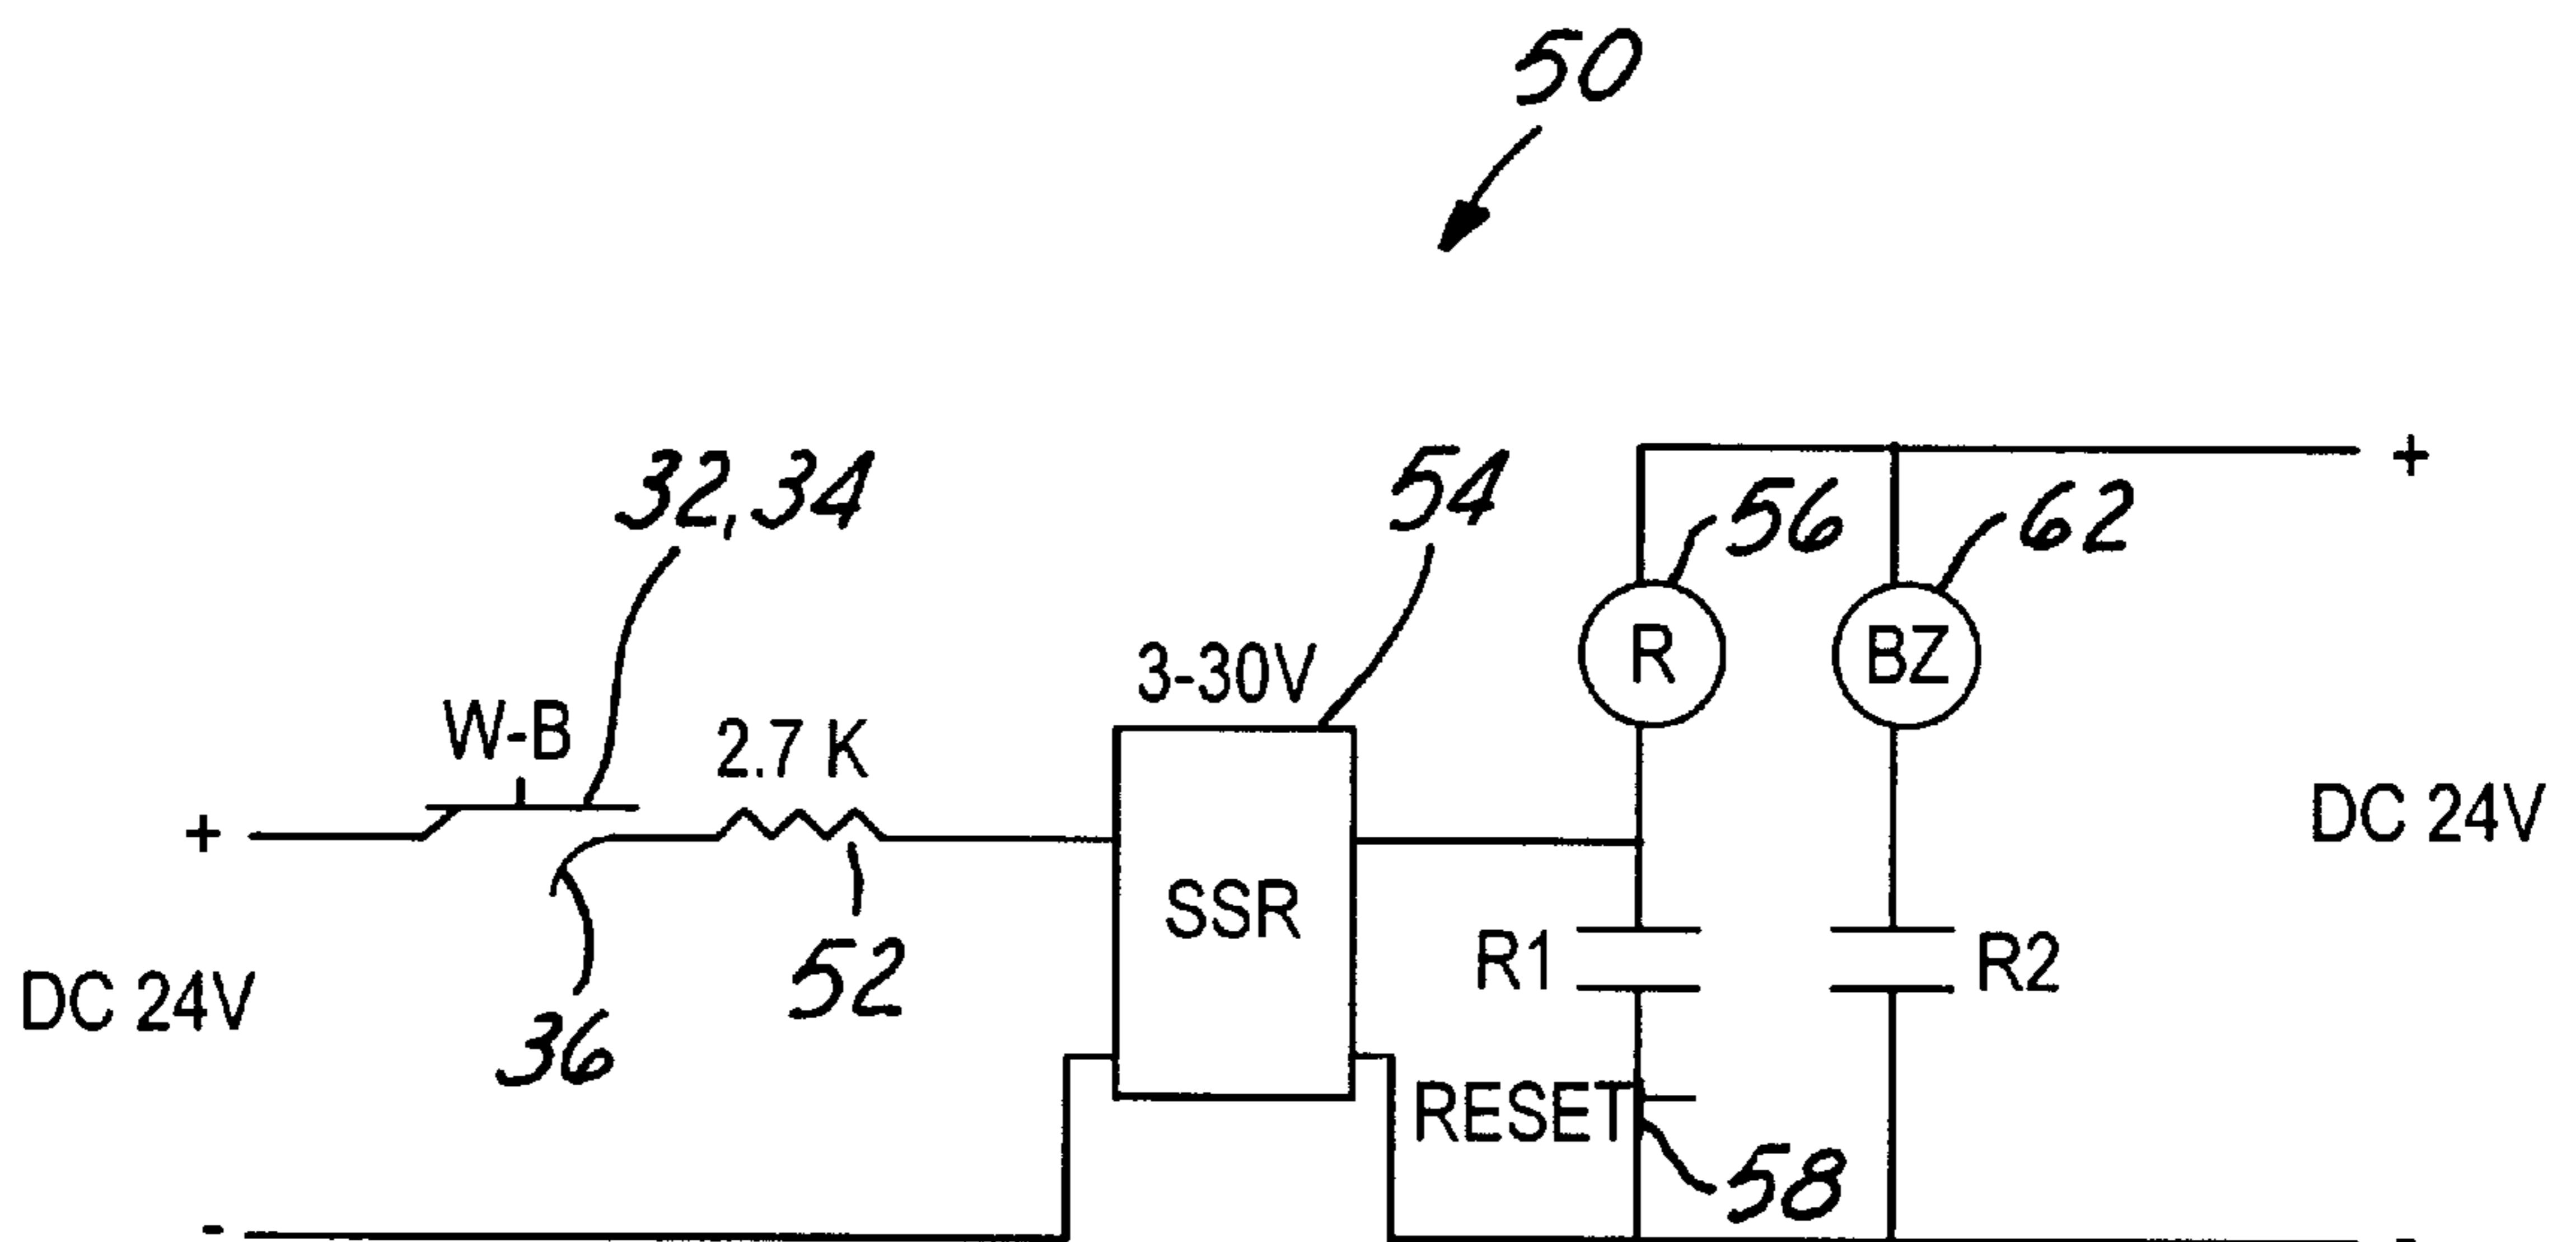 50
32, 34
54
+
56
62
3-30V
R
BZ
W-B
2.7 K
+
DC 24V
SSR
R1
R2
52
DC 24V
36
RESET
58
-
-